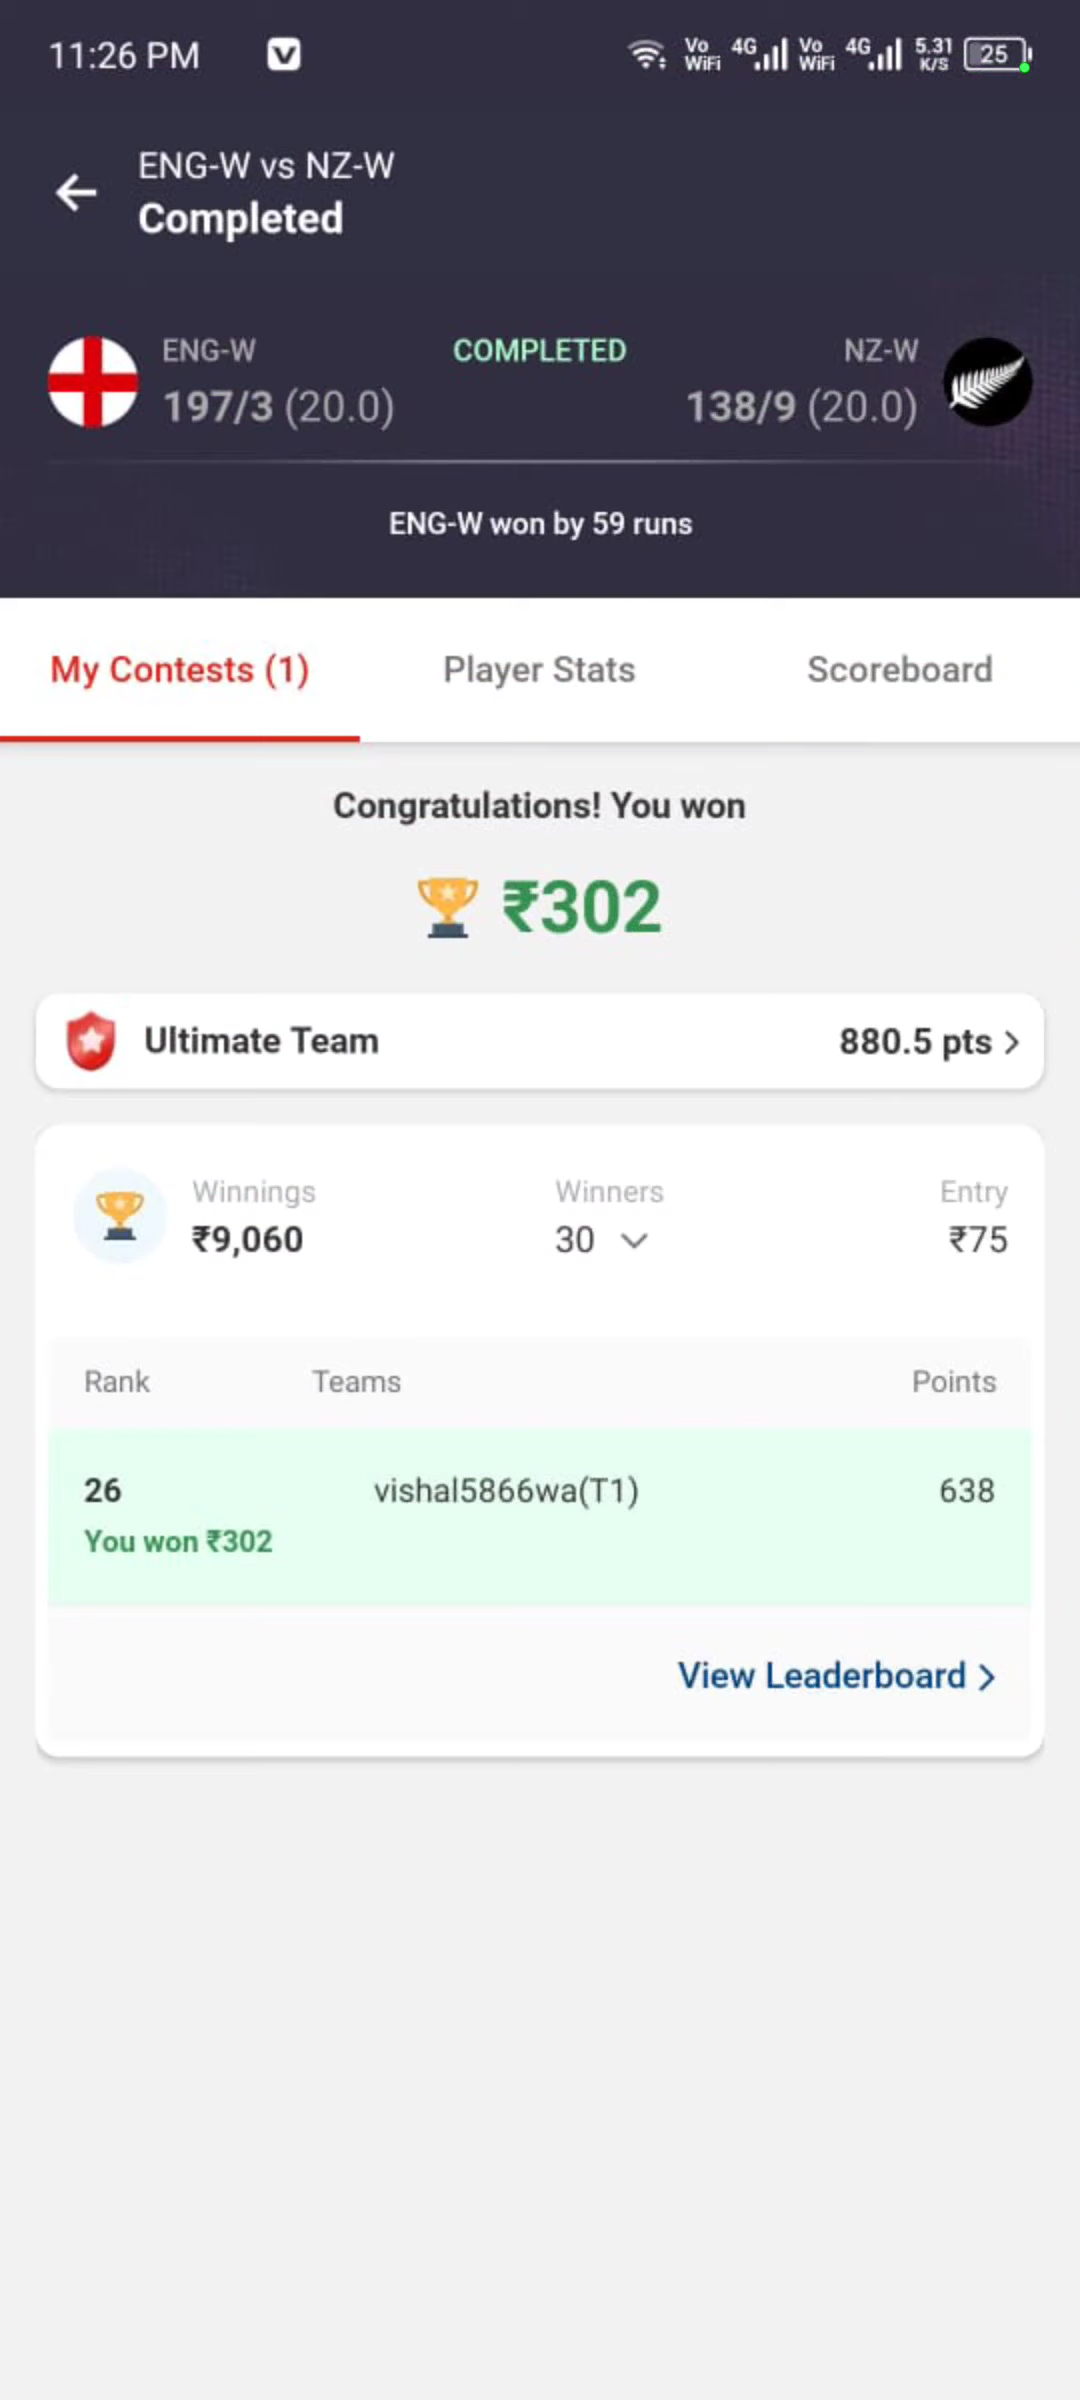 11:26 PM
Vo WiFi 4G Vo WiFi 4G 5.31 K/S 25
ENG-W vs NZ-W
Completed
ENG-W COMPLETED NZ-W
197/3 (20.0) 138/9 (20.0)
ENG-W won by 59 runs
My Contests (1) Player Stats Scoreboard
Congratulations! You won
₹302
Ultimate Team 880.5 pts
Winnings Winners Entry
₹9,060 30 ₹75
Rank Teams Points
26 vishal5866wa(T1) 638
You won ₹302
View Leaderboard